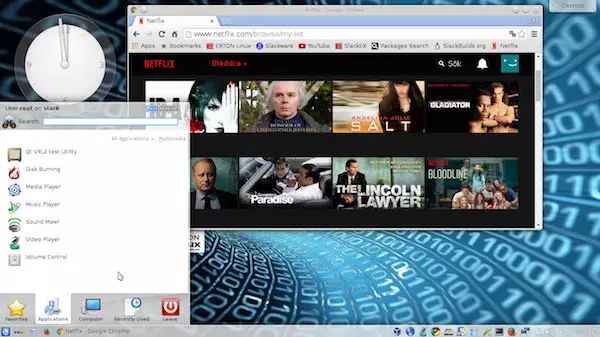 Desktop
Netflix - Google Chrome
Netflix
www.netflix.com/browse/my-list
Apps
Bookmarks
EXTON Linux
Slackware
YouTube
SlackEX
Packages Search
SlackBuilds.org
Netflix
NETFLIX
Bläddra
Sök
ANGELINA JOLIE
SALT
GLADIATOR
CHRISTOPHER JEFFERIES
Paradise
THE LINCOLN
LAWYER
NETFLIX
BLOODLINE
User root on slack
Search:
All Applications > Multimedia
Qt V4L2 test utility
Disk Burning
Media Player
Music Player
Sound Mixer
Video Player
Volume Control
Favorites
Applications
Computer
Recently Used
Leave
Netflix - Google Chrome